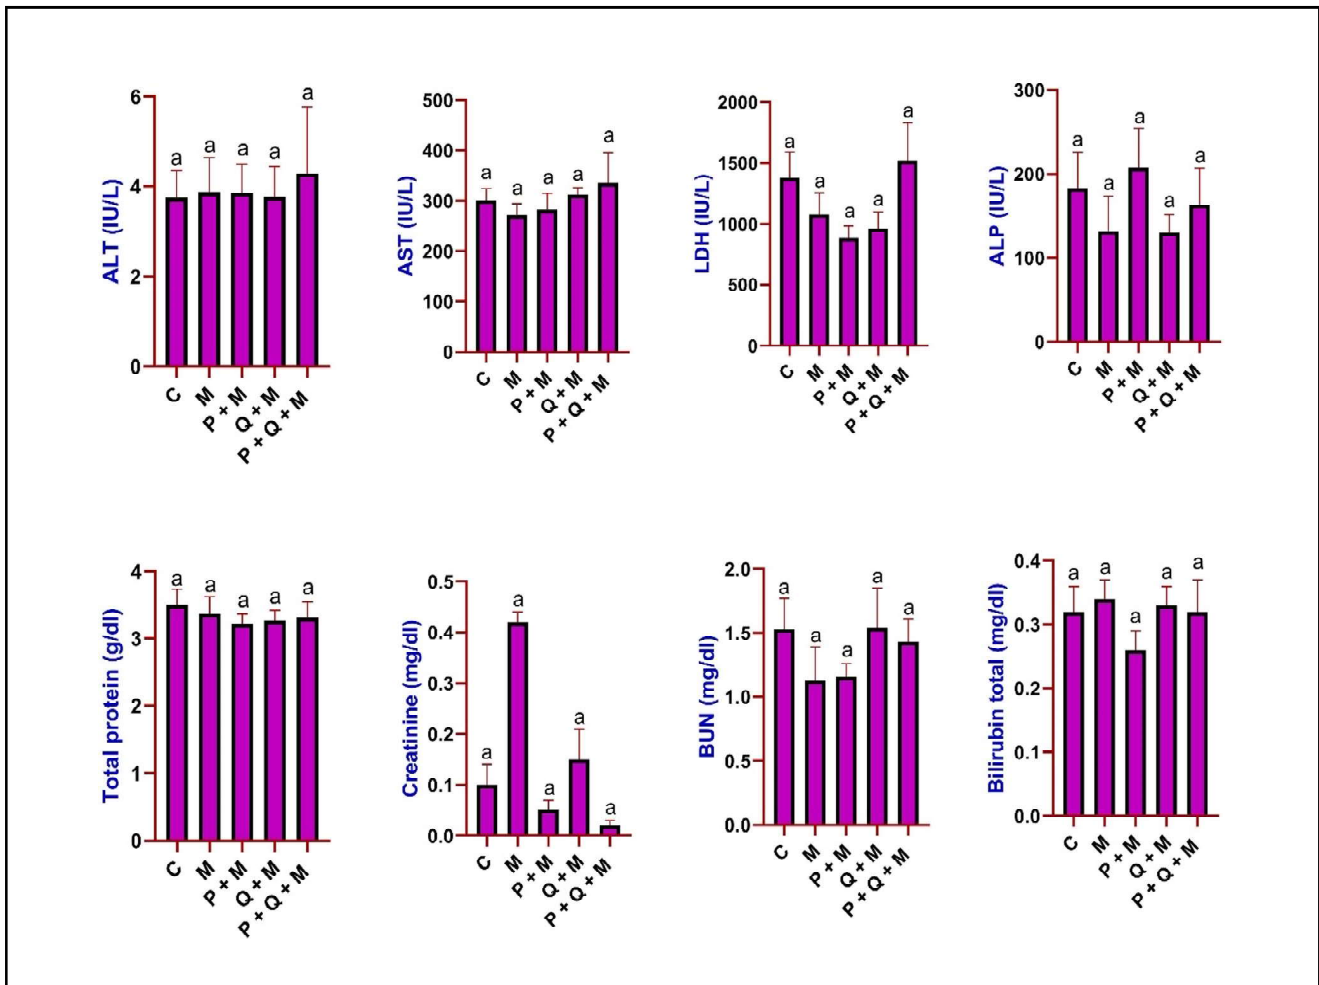 ALT (IU/L)
6
4
2
0
a a a a a
C M P + M Q + M P + Q + M
AST (IU/L)
500
400
300
200
100
0
a a a a a
C M P + M Q + M P + Q + M
LDH (IU/L)
2000
1500
1000
500
0
a a a a a
C M P + M Q + M P + Q + M
ALP (IU/L)
300
200
100
0
a a a a a
C M P + M Q + M P + Q + M
Total protein (g/dl)
4
3
2
1
0
a a a a a
C M P + M Q + M P + Q + M
Creatinine (mg/dl)
0.5
0.4
0.3
0.2
0.1
0.0
a a a a a
C M P + M Q + M P + Q + M
BUN (mg/dl)
2.0
1.5
1.0
0.5
0.0
a a a a a
C M P + M Q + M P + Q + M
Bilirubin total (mg/dl)
0.4
0.3
0.2
0.1
0.0
a a a a a
C M P + M Q + M P + Q + M